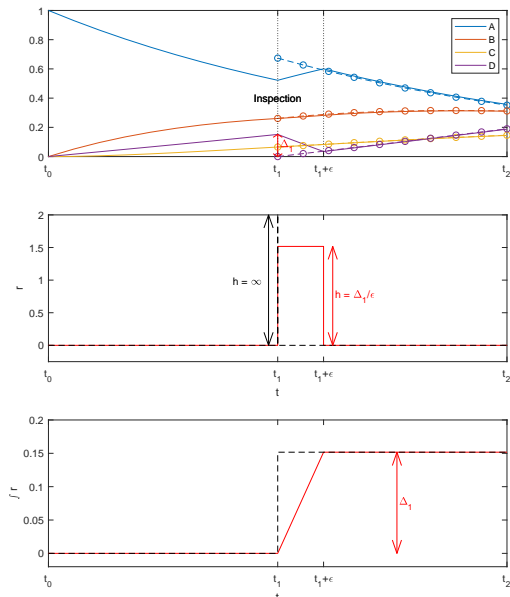 1
0.8
0.6
0.4
0.2
0
A
B
C
D
Inspection
Δ₁
t₀
t₁
t₁+ϵ
t₂
2
1.5
1
0.5
0
r
h = ∞
h = Δ₁/ϵ
t₀
t₁
t₁+ϵ
t₂
t
0.2
0.15
0.1
0.05
0
∫ r
Δ₁
t₀
t₁
t₁+ϵ
t₂